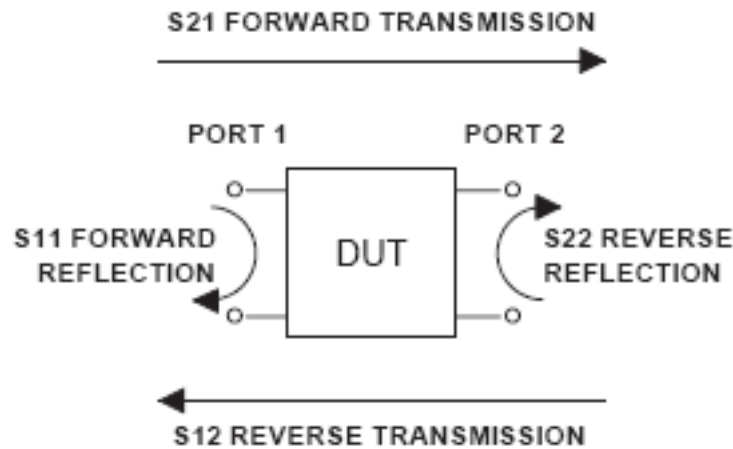 S21 FORWARD TRANSMISSION
PORT 1
PORT 2
S11 FORWARD
REFLECTION
DUT
S22 REVERSE
REFLECTION
S12 REVERSE TRANSMISSION